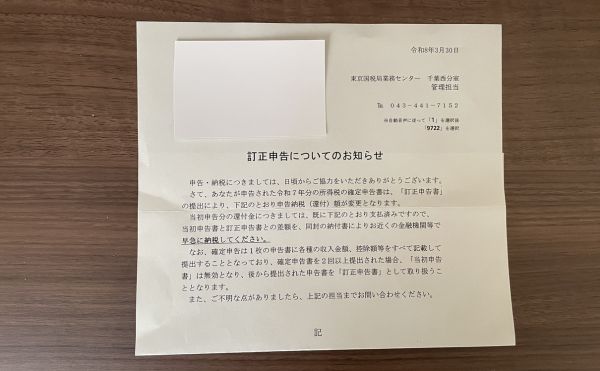 令和8年3月30日
東京国税局業務センター　千葉西分室
管理担当
℡　０４３－４４１－７１５２
※自動音声に従って「1」を選択後
「9722」を選択
訂正申告についてのお知らせ
申告・納税につきましては、日頃からご協力をいただきありがとうございます。
さて、あなたが申告された令和７年分の所得税の確定申告書は、「訂正申告書」
の提出により、下記のとおり申告納税（還付）額が変更となります。
当初申告分の還付金につきましては、既に下記のとおり支払済みですので、
当初申告書と訂正申告書との差額を、同封の納付書によりお近くの金融機関等で
早急に納税してください。
なお、確定申告は１枚の申告書に各種の収入金額、控除額等をすべて記載して
提出することとなっており、確定申告書を２回以上提出された場合、「当初申告
書」は無効となり、後から提出された申告書を「訂正申告書」として取り扱うこ
ととなります。
また、ご不明な点がありましたら、上記の担当までお問い合わせください。
記